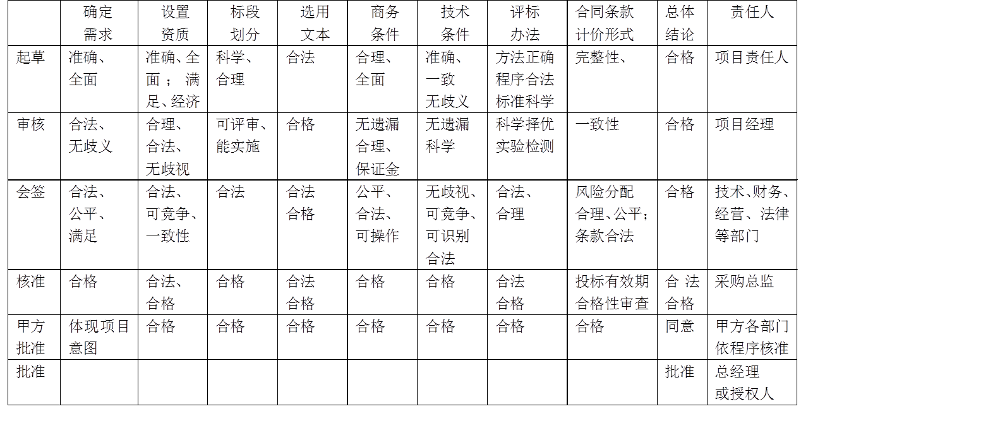 确定需求 设置资质 标段划分 选用文本 商务条件 技术条件 评标办法 合同条款计价形式 总体结论 责任人
起草 准确、全面 准确、全面；满足、经济 科学、合理 合法 合理、全面 准确、一致无歧义 方法正确程序合法标准科学 完整性、 合格 项目责任人
审核 合法、无歧义 合理、合法、无歧视 可评审、能实施 合格 无遗漏合理、保证金 无遗漏科学 科学择优实验检测 一致性 合格 项目经理
会签 合法、公平、满足 合法、可竞争、一致性 合法 合法合格 公平、合法、可操作 无歧视、可竞争、可识别合法 合法、合理 风险分配合理、公平；条款合法 合格 技术、财务、经营、法律等部门
核准 合格 合法、合格 合格 合法合格 合格 合格 合法合格 投标有效期合格性审查 合法合格 采购总监
甲方批准 体现项目意图 合格 合格 合格 合格 合格 合格 合格 同意 甲方各部门依程序核准
批准 批准 总经理或授权人